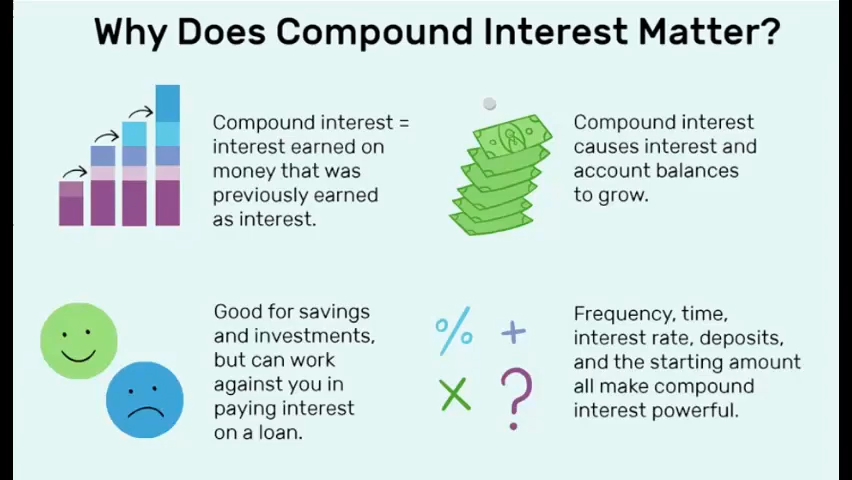 Why Does Compound Interest Matter?
Compound interest =
interest earned on
money that was
previously earned
as interest.
Compound interest
causes interest and
account balances
to grow.
Good for savings
and investments,
but can work
against you in
paying interest
on a loan.
% +
× ?
Frequency, time,
interest rate, deposits,
and the starting amount
all make compound
interest powerful.